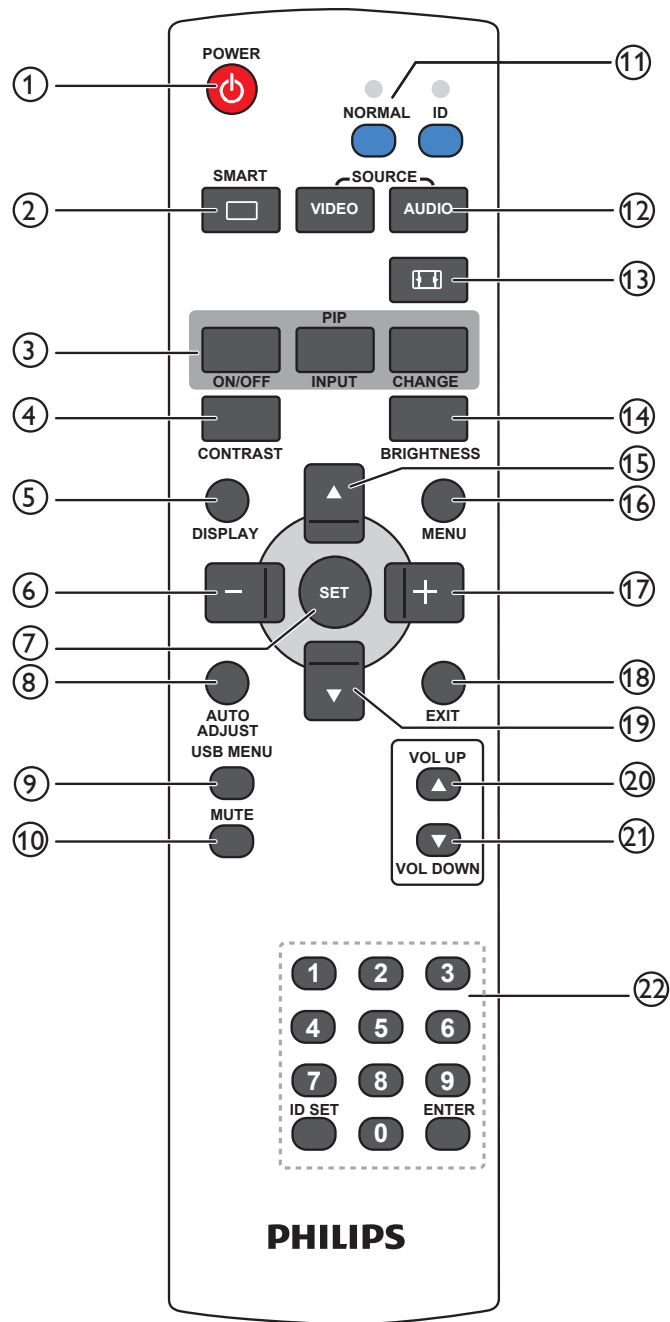 POWER
1
11
NORMAL ID
SMART
SOURCE
2
VIDEO AUDIO
12
13
PIP
3
ON/OFF INPUT CHANGE
4
14
CONTRAST BRIGHTNESS
15
5
16
DISPLAY MENU
6
SET
17
7
8
18
AUTO
ADJUST
EXIT
19
USB MENU
VOL UP
9
20
MUTE
10
21
VOL DOWN
1 2 3
22
4 5 6
7 8 9
ID SET ENTER
0
PHILIPS